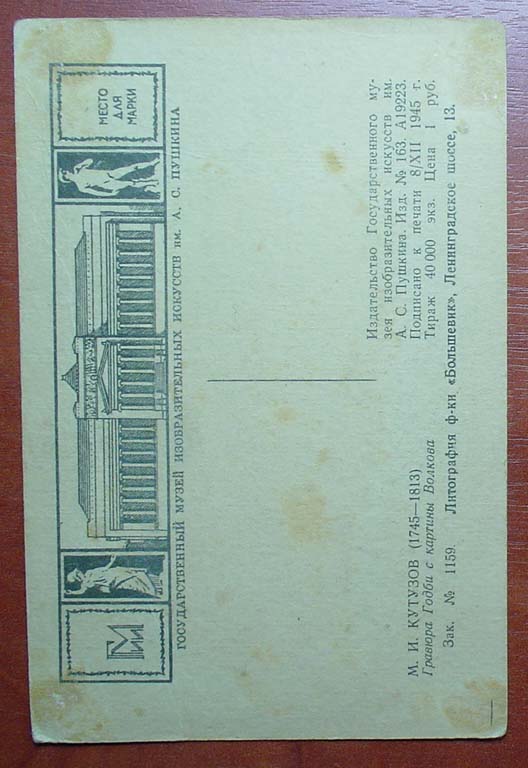 ГМИИ
МЕСТО
ДЛЯ
МАРКИ
ГОСУДАРСТВЕННЫЙ МУЗЕЙ ИЗОБРАЗИТЕЛЬНЫХ ИСКУССТВ им. А. С. ПУШКИНА
М. И. КУТУЗОВ (1745—1813)
Гравюра Годби с картины Волкова
Издательство Государственного му-
зея изобразительных искусств им.
А. С. Пушкина. Изд. № 163. А19223.
Подписано к печати 8/XII 1945 г.
Тираж 40 000 экз. Цена 1 руб.
Зак. № 1159. Литография ф-ки «Большевик», Ленинградское шоссе, 13.